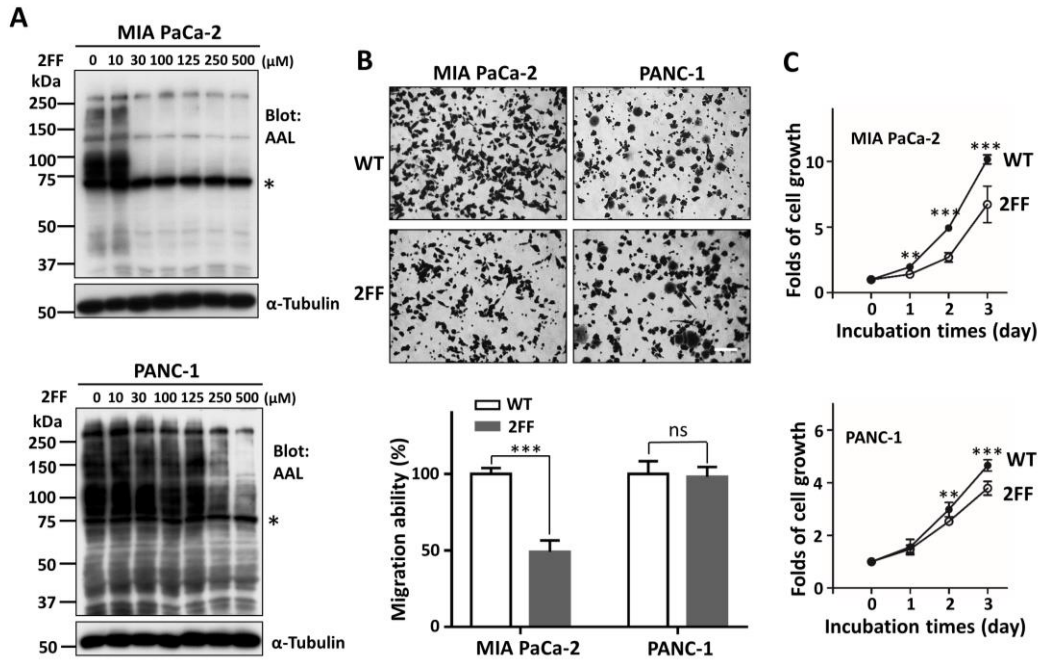 A
MIA PaCa-2
2FF 0 10 30 100 125 250 500 (μM)
kDa
250
150
100
75
50
37
50
Blot:
AAL
*
α-Tubulin
PANC-1
2FF 0 10 30 100 125 250 500 (μM)
kDa
250
150
100
75
50
37
50
Blot:
AAL
*
α-Tubulin
B
MIA PaCa-2 PANC-1
WT
2FF
WT
2FF
Migration ability (%)
100
50
0
***
ns
MIA PaCa-2 PANC-1
C
MIA PaCa-2
Folds of cell growth
10
5
0
**
***
***
WT
2FF
0 1 2 3
Incubation times (day)
PANC-1
Folds of cell growth
6
4
2
0
**
***
WT
2FF
0 1 2 3
Incubation times (day)